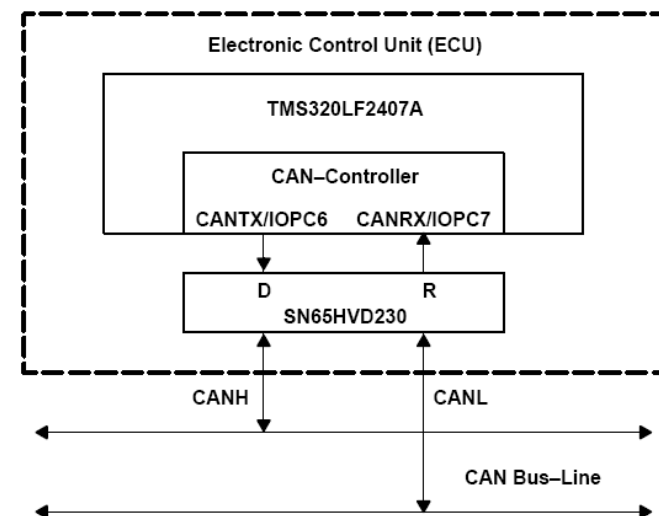 Electronic Control Unit (ECU)
TMS320LF2407A
CAN–Controller
CANTX/IOPC6 CANRX/IOPC7
D R
SN65HVD230
CANH CANL
CAN Bus–Line